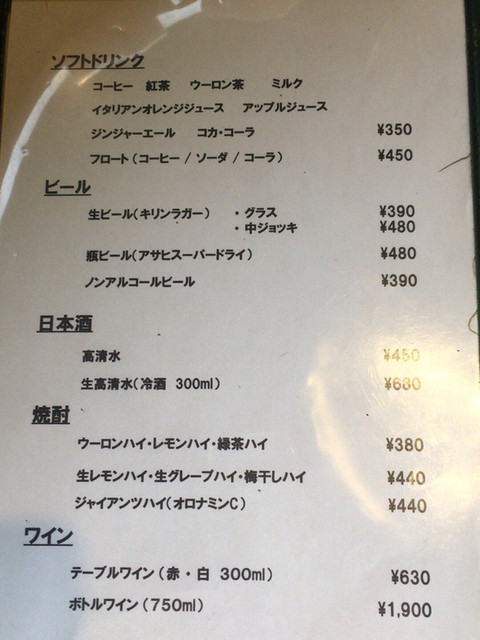 ソフトドリンク
コーヒー 紅茶 ウーロン茶 ミルク
イタリアンオレンジジュース アップルジュース
ジンジャーエール コカ・コーラ ¥350
フロート(コーヒー / ソーダ / コーラ) ¥450
ビール
生ビール(キリンラガー) ・グラス ¥390
・中ジョッキ ¥480
瓶ビール(アサヒスーパードライ) ¥480
ノンアルコールビール ¥390
日本酒
高清水 ¥450
生高清水(冷酒 300ml) ¥680
焼酎
ウーロンハイ・レモンハイ・緑茶ハイ ¥380
生レモンハイ・生グレープハイ・梅干しハイ ¥440
ジャイアンツハイ(オロナミンC) ¥440
ワイン
テーブルワイン(赤・白 300ml) ¥630
ボトルワイン(750ml) ¥1,900